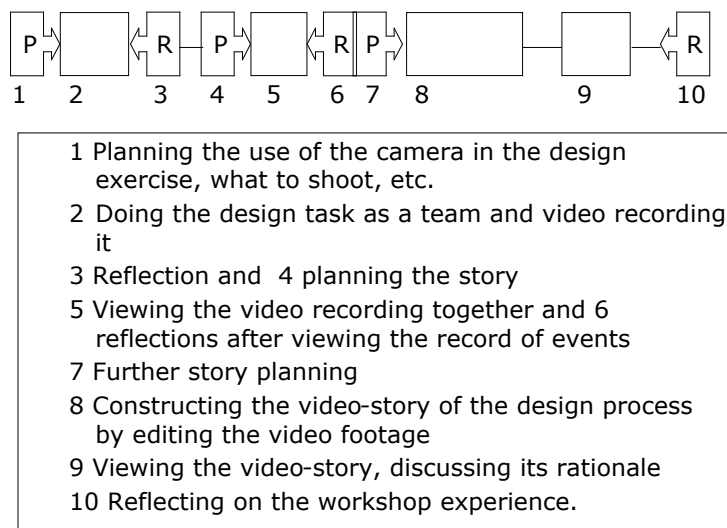 P R P R P R
1 2 3 4 5 6 7 8 9 10
1 Planning the use of the camera in the design
exercise, what to shoot, etc.
2 Doing the design task as a team and video recording
it
3 Reflection and 4 planning the story
5 Viewing the video recording together and 6
reflections after viewing the record of events
7 Further story planning
8 Constructing the video-story of the design process
by editing the video footage
9 Viewing the video-story, discussing its rationale
10 Reflecting on the workshop experience.